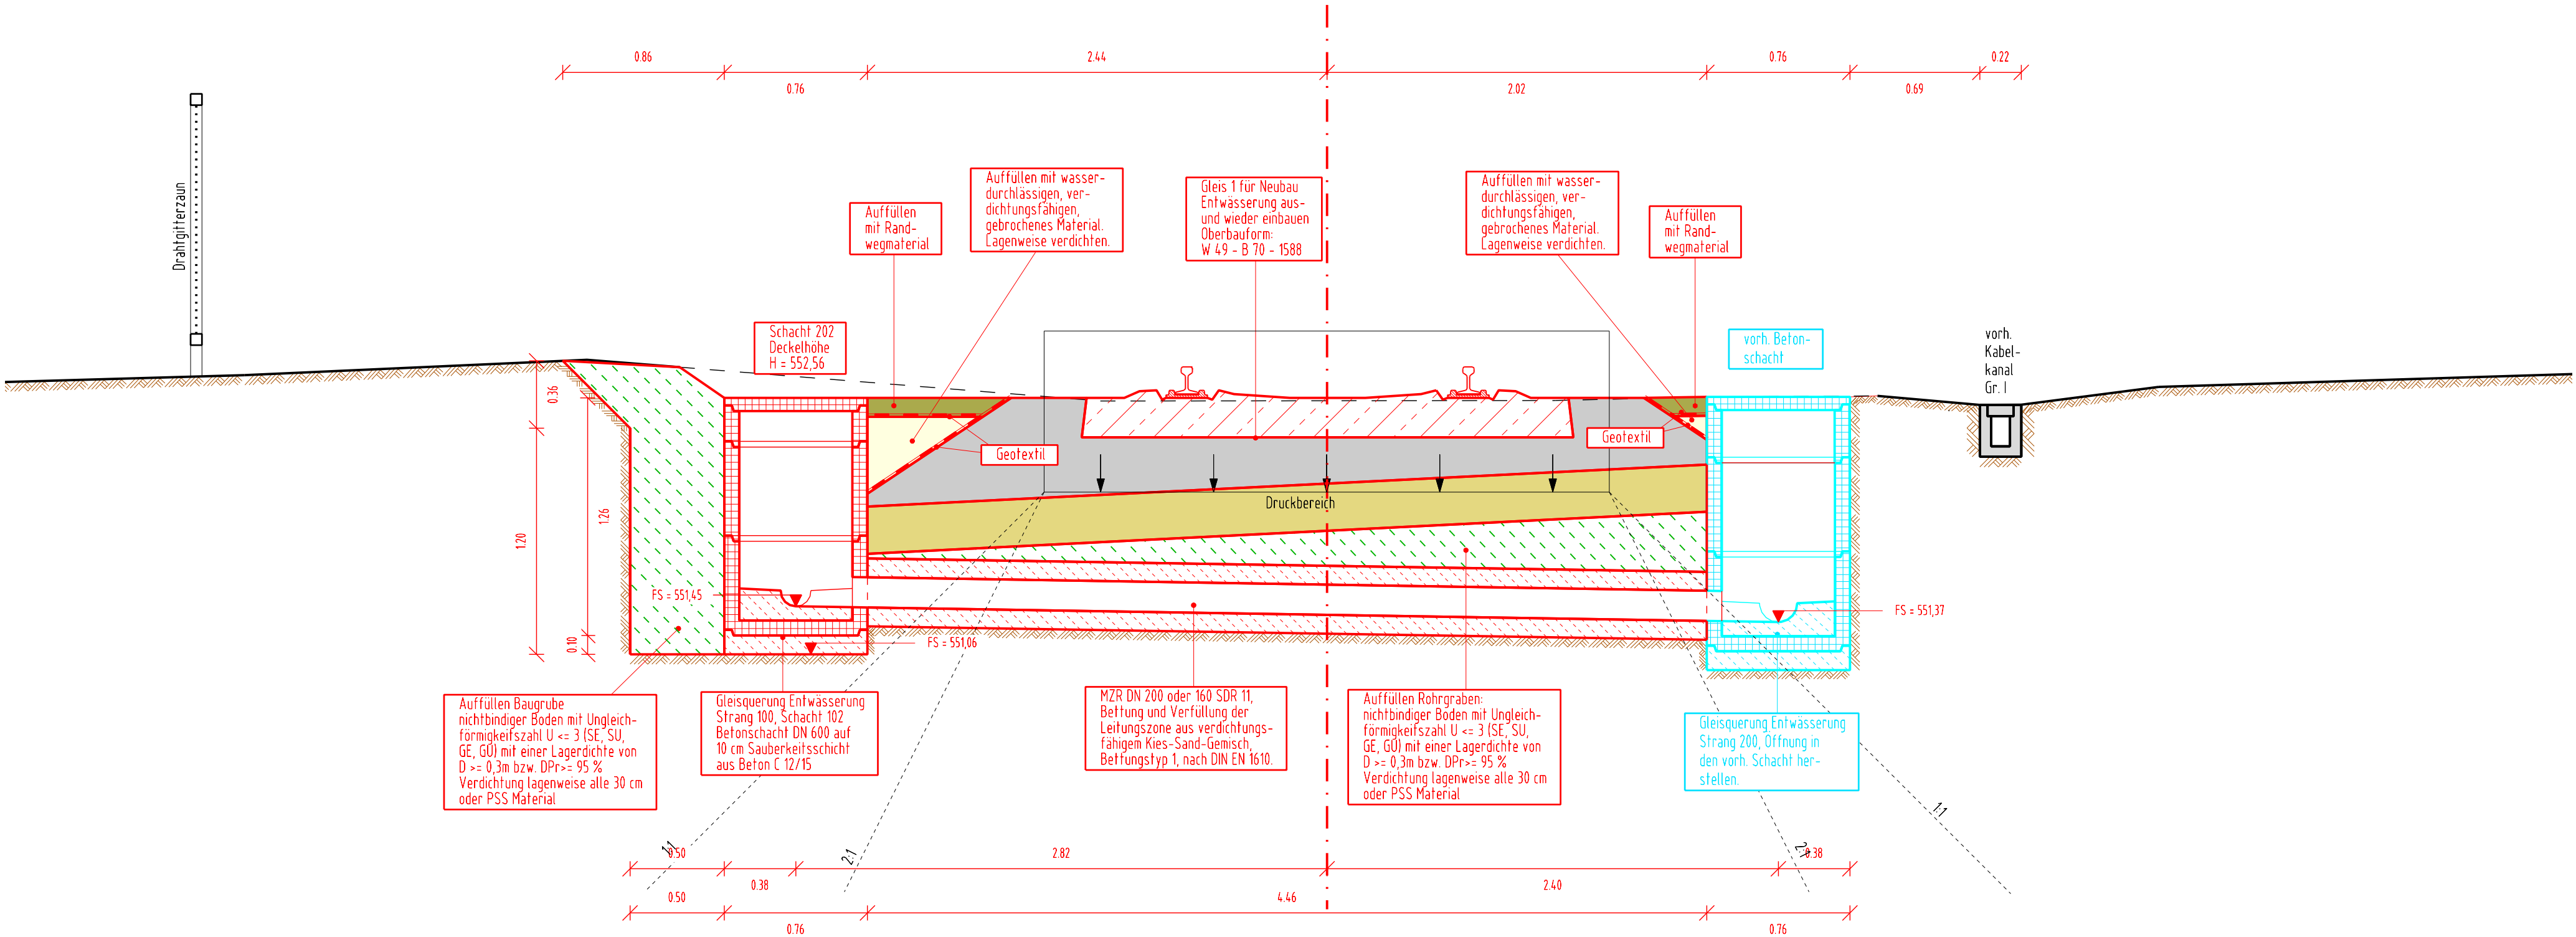 0.86
2.44
0.76
0.22
0.76
2.02
0.69
Drahtgitterzaun
Auffüllen
mit Rand-
wegmaterial
Auffüllen mit wasser-
durchlässigen, ver-
dichtungsfähigen,
gebrochenes Material.
Lagenweise verdichten.
Gleis 1 für Neubau
Entwässerung aus-
und wieder einbauen
Oberbauform:
W 49 - B 70 - 1588
Auffüllen mit wasser-
durchlässigen, ver-
dichtungsfähigen,
gebrochenes Material.
Lagenweise verdichten.
Auffüllen
mit Rand-
wegmaterial
Schacht 202
Deckelhöhe
H = 552,56
vorh. Beton-
schacht
vorh.
Kabel-
kanal
Gr. I
0.36
1.20
1.26
0.10
Geotextil
Geotextil
Druckbereich
FS = 551,45
FS = 551,06
FS = 551,37
Auffüllen Baugrube
nichtbindiger Boden mit Ungleich-
förmigkeifszahl U <= 3 (SE, SU,
GE, GU) mit einer Lagerdichte von
D >= 0,3m bzw. DPr>= 95 %
Verdichtung lagenweise alle 30 cm
oder PSS Material
Gleisquerung Entwässerung
Strang 100, Schacht 102
Betonschacht DN 600 auf
10 cm Sauberkeitsschicht
aus Beton C 12/15
MZR DN 200 oder 160 SDR 11,
Bettung und Verfüllung der
Leitungszone aus verdichtungs-
fähigem Kies-Sand-Gemisch,
Bettungstyp 1, nach DIN EN 1610.
Auffüllen Rohrgraben:
nichtbindiger Boden mit Ungleich-
förmigkeifszahl U <= 3 (SE, SU,
GE, GU) mit einer Lagerdichte von
D >= 0,3m bzw. DPr>= 95 %
Verdichtung lagenweise alle 30 cm
oder PSS Material
Gleisquerung Entwässerung
Strang 200, Öffnung in
den vorh. Schacht her-
stellen.
1:1
2:1
2:1
1:1
0.50
2.82
0.38
0.38
2.40
0.50
4.46
0.76
0.76